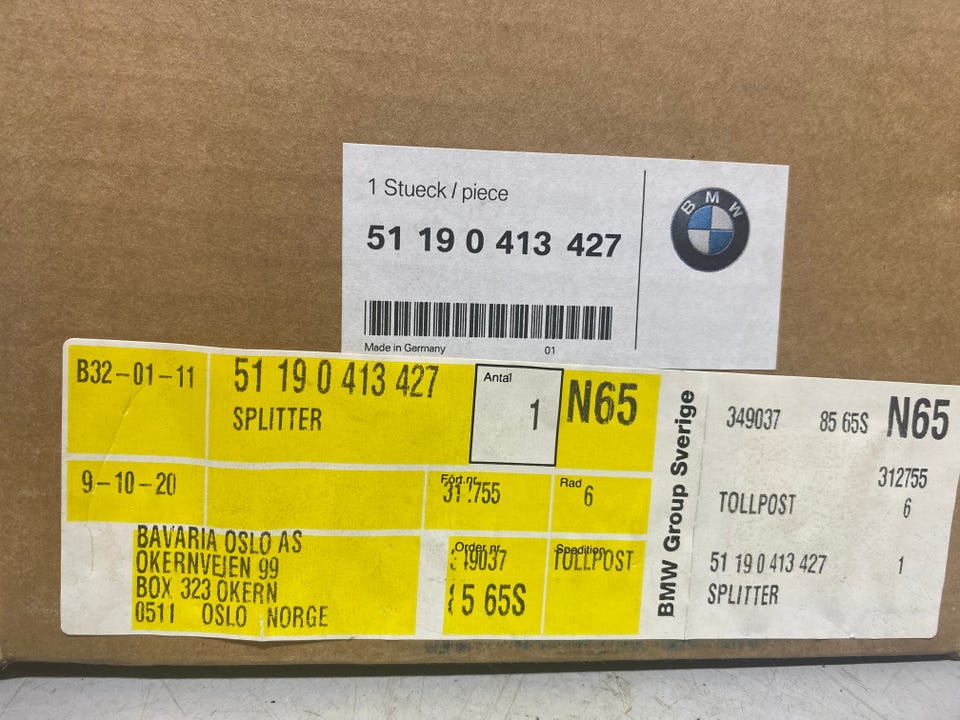 1 Stueck / piece
51 19 0 413 427
BMW
Made in Germany 01
B32-01-11
51 19 0 413 427
SPLITTER
Antal
1
N65
9-10-20
Rad
6
BAVARIA OSLO AS
OKERNVEJEN 99
BOX 323 OKERN
0511 OSLO NORGE
Order nr
5 65S
Spedition
TOLLPOST
BMW Group Sverige
349037 85 65S N65
312755
TOLLPOST 6
51 19 0 413 427 1
SPLITTER